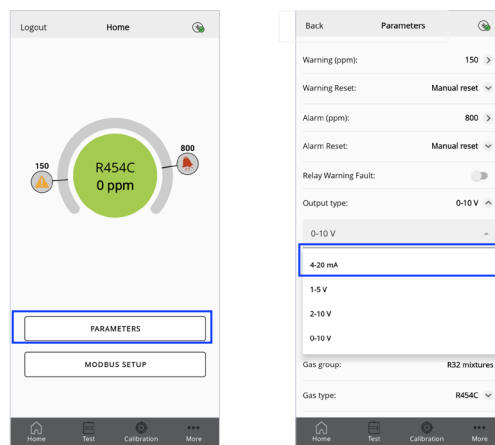 Logout Home
150
800
R454C
0 ppm
PARAMETERS
MODBUS SETUP
Home Test Calibration More
Back Parameters
Warning (ppm): 150
Warning Reset: Manual reset
Alarm (ppm): 800
Alarm Reset: Manual reset
Relay Warning Fault:
Output type: 0-10 V
0-10 V
4-20 mA
1-5 V
2-10 V
0-10 V
Gas group: R32 mixtures
Gas type: R454C
Home Test Calibration More